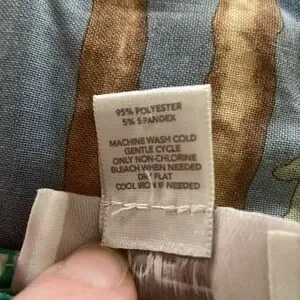 95% POLYESTER
5% SPANDEX
MACHINE WASH COLD
GENTLE CYCLE
ONLY NON-CHLORINE
BLEACH WHEN NEEDED
DRY FLAT
COOL IRON IF NEEDED